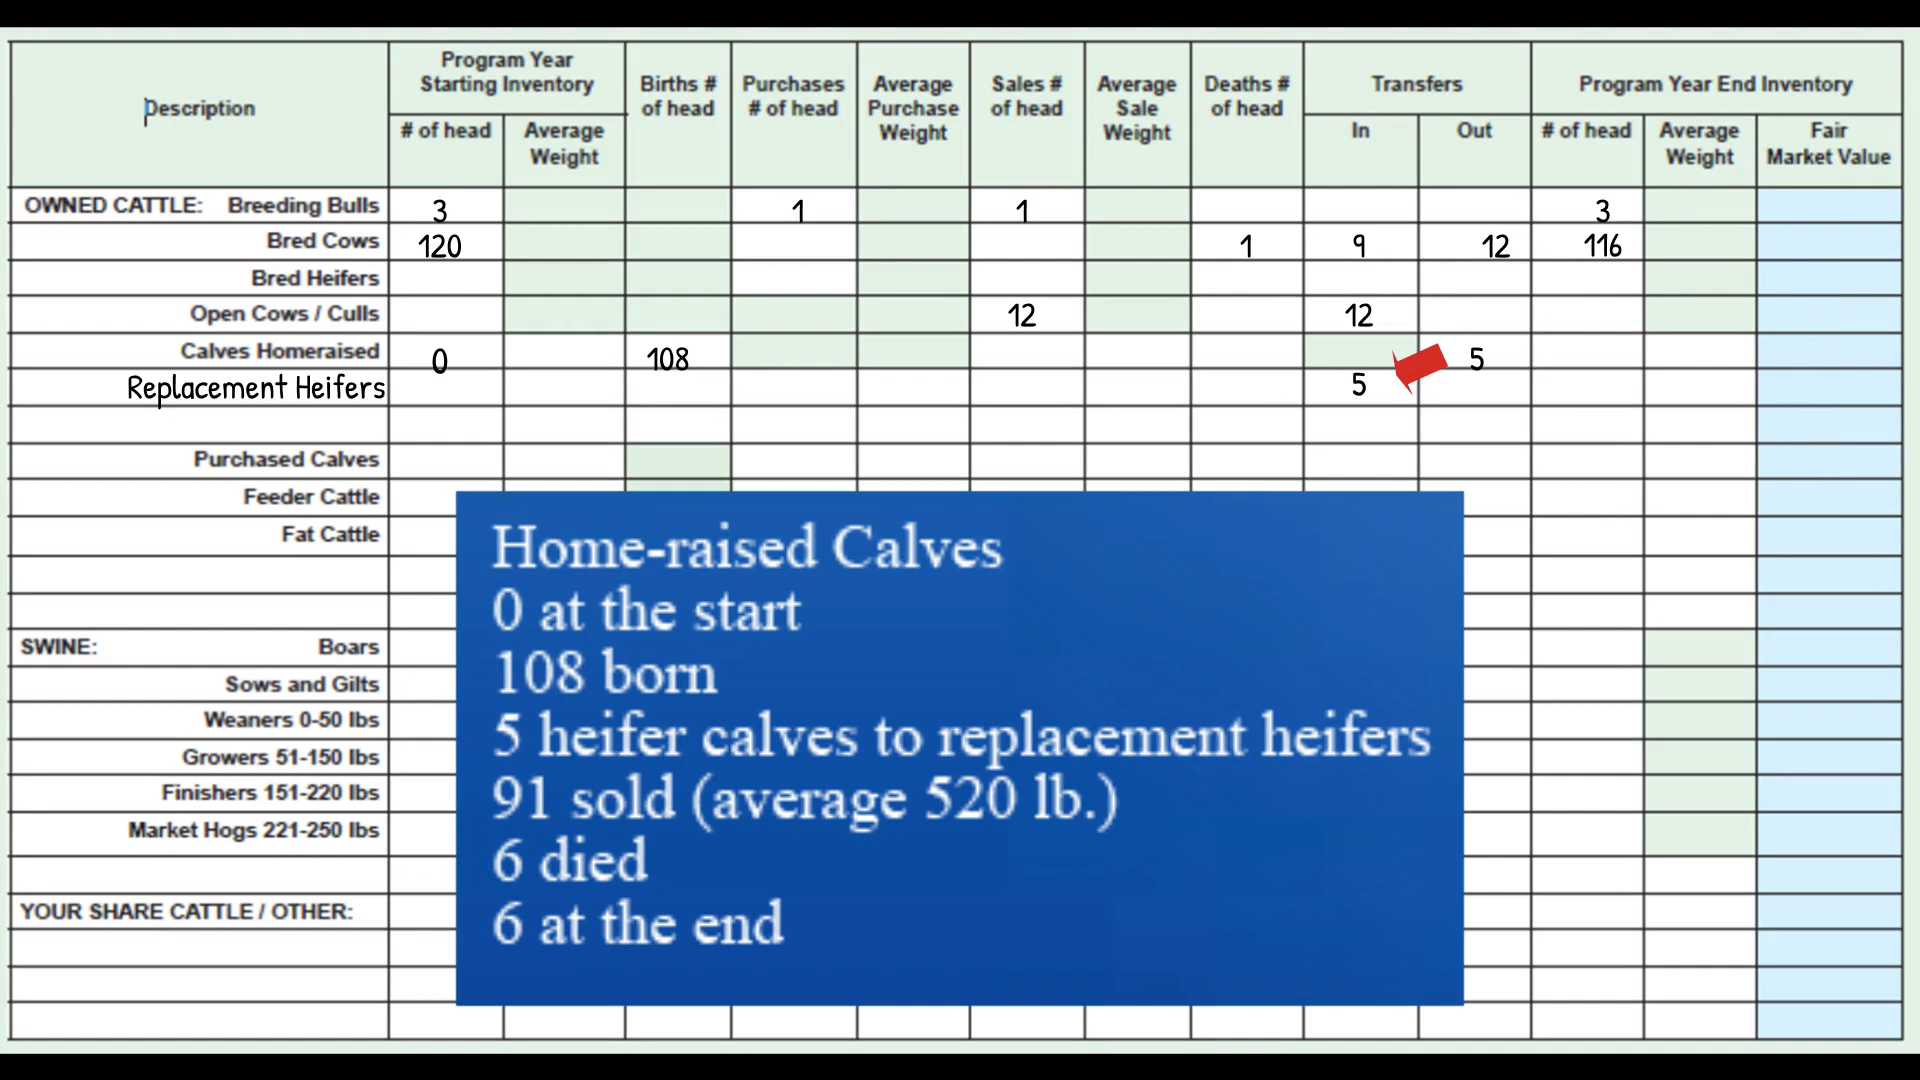 Description
Program Year
Starting Inventory
# of head
Average
Weight
Births #
of head
Purchases
# of head
Average
Purchase
Weight
Sales #
of head
Average
Sale
Weight
Deaths #
of head
Transfers
In
Out
Program Year End Inventory
# of head
Average
Weight
Fair
Market Value
OWNED CATTLE: Breeding Bulls 3 1 1 3
Bred Cows 120 1 9 12 116
Bred Heifers
Open Cows / Culls 12 12
Calves Homeraised 0 108 5
Replacement Heifers 5
Purchased Calves
Feeder Cattle
Fat Cattle
SWINE: Boars
Sows and Gilts
Weaners 0-50 lbs
Growers 51-150 lbs
Finishers 151-220 lbs
Market Hogs 221-250 lbs
YOUR SHARE CATTLE / OTHER:
Home-raised Calves
0 at the start
108 born
5 heifer calves to replacement heifers
91 sold (average 520 lb.)
6 died
6 at the end